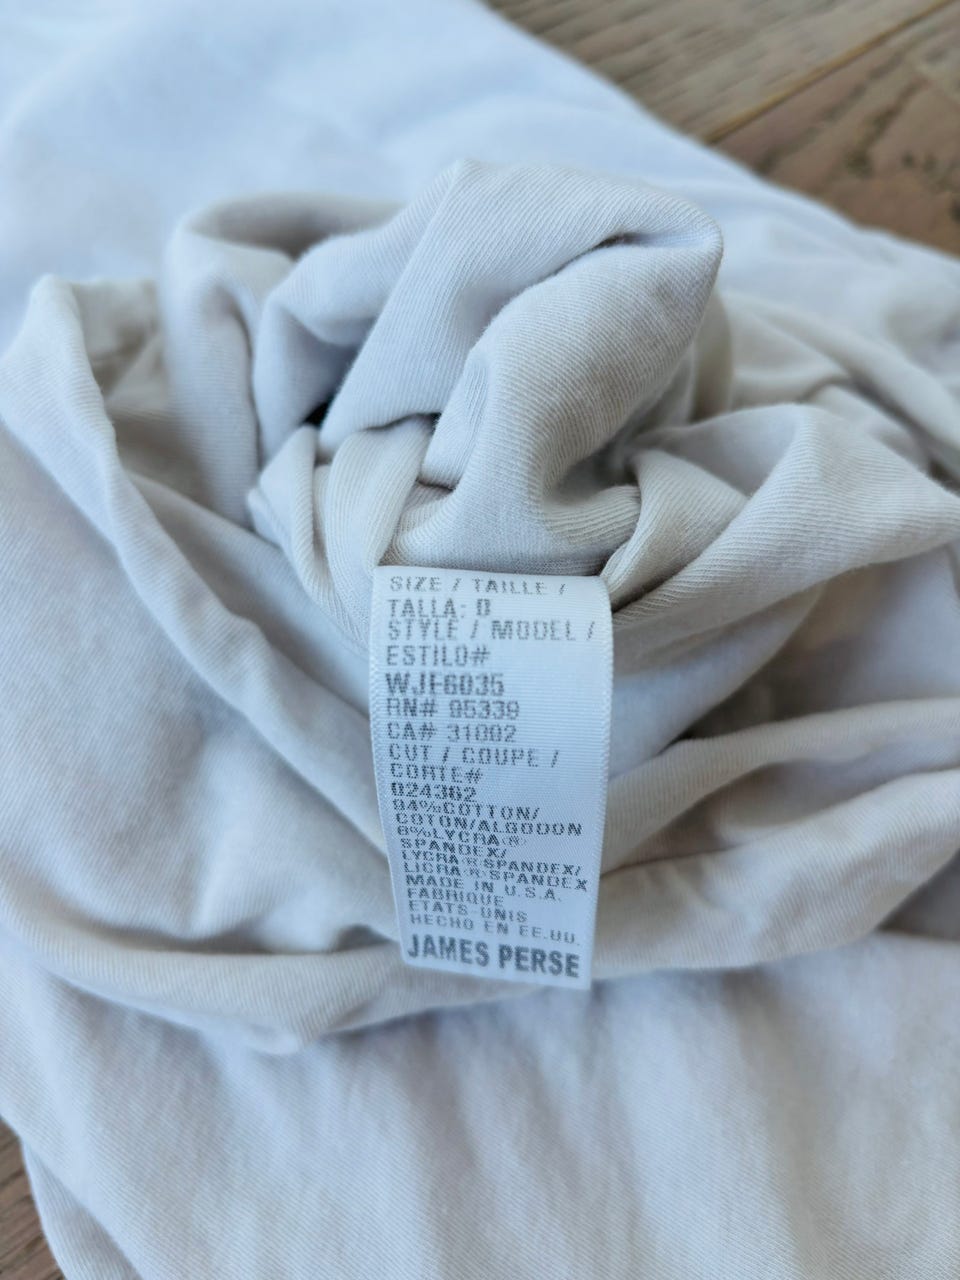 SIZE / TAILLE /
TALLA: 0
STYLE / MODEL /
ESTILO#
WJE6035
RN# 95339
CA# 31002
CUT / COUPE /
CORTE#
024362
94%COTTON/
COTON/ALGODON
6%LYCRA®
SPANDEX/
LYCRA®SPANDEX/
LICRA®SPANDEX
MADE IN U.S.A.
FABRIQUE
ETATS-UNIS
HECHO EN EE.UU.
JAMES PERSE